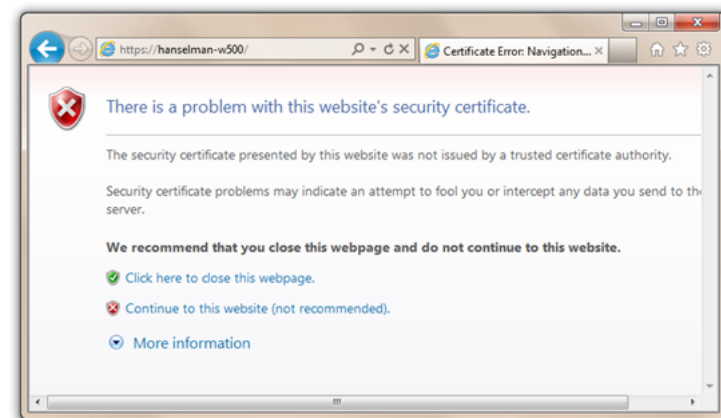 https://hanselman-w500/
Certificate Error: Navigation...
There is a problem with this website's security certificate.
The security certificate presented by this website was not issued by a trusted certificate authority.
Security certificate problems may indicate an attempt to fool you or intercept any data you send to the
server.
We recommend that you close this webpage and do not continue to this website.
Click here to close this webpage.
Continue to this website (not recommended).
More information